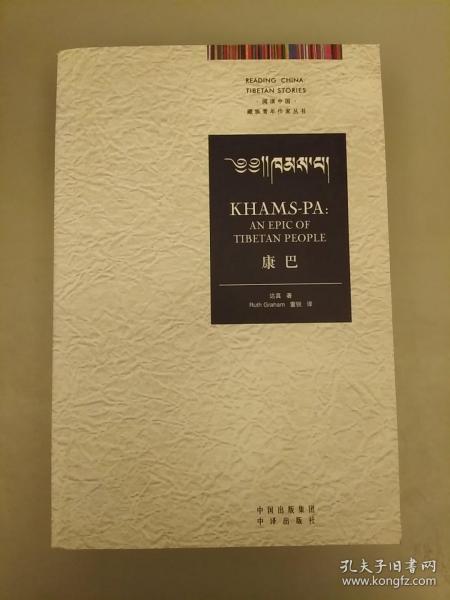 READING CHINA:
TIBETAN STORIES
·阅读中国·
藏族青年作家丛书
༄༅།།ཁམས་པ།
KHAMS-PA:
AN EPIC OF
TIBETAN PEOPLE
康巴
达真 著
Ruth Graham 董锐 译
中国出版集团
中译出版社
孔夫子旧书网
www.kongfz.com